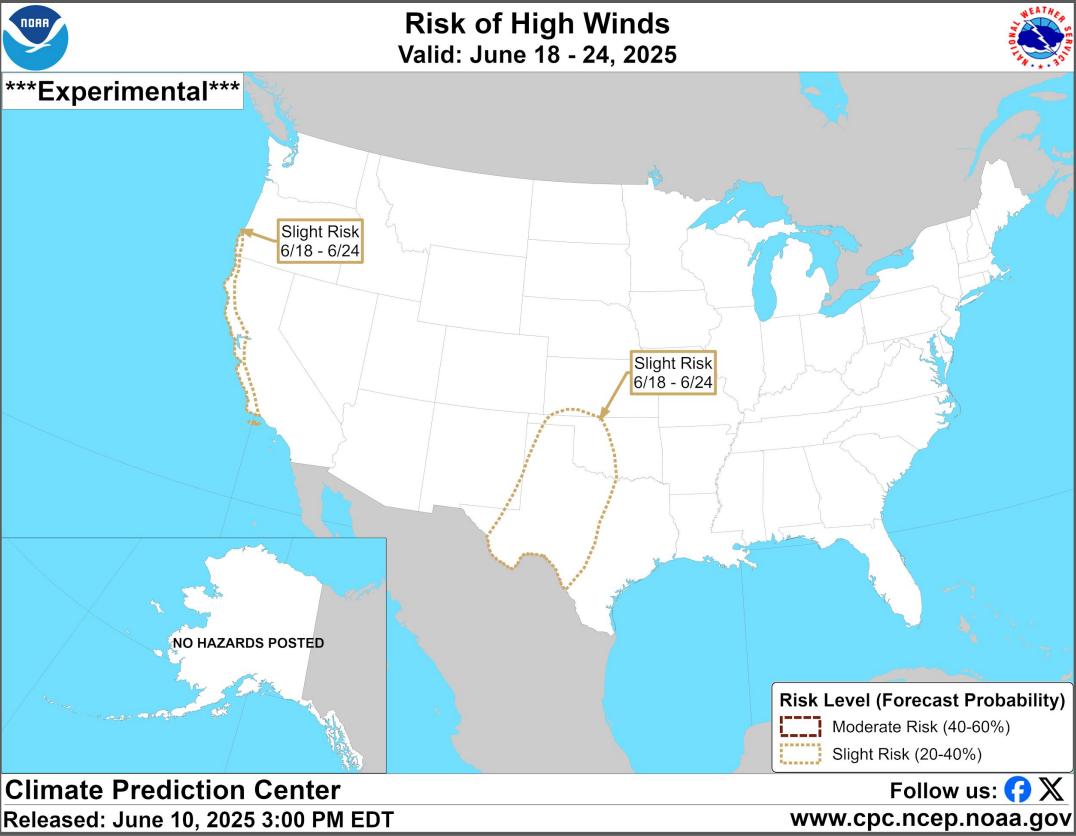 NOAA
Risk of High Winds
Valid: June 18 - 24, 2025
NATIONAL WEATHER SERVICE
***Experimental***
Slight Risk
6/18 - 6/24
Slight Risk
6/18 - 6/24
NO HAZARDS POSTED
Risk Level (Forecast Probability)
Moderate Risk (40-60%)
Slight Risk (20-40%)
Climate Prediction Center
Follow us:
Released: June 10, 2025 3:00 PM EDT
www.cpc.ncep.noaa.gov